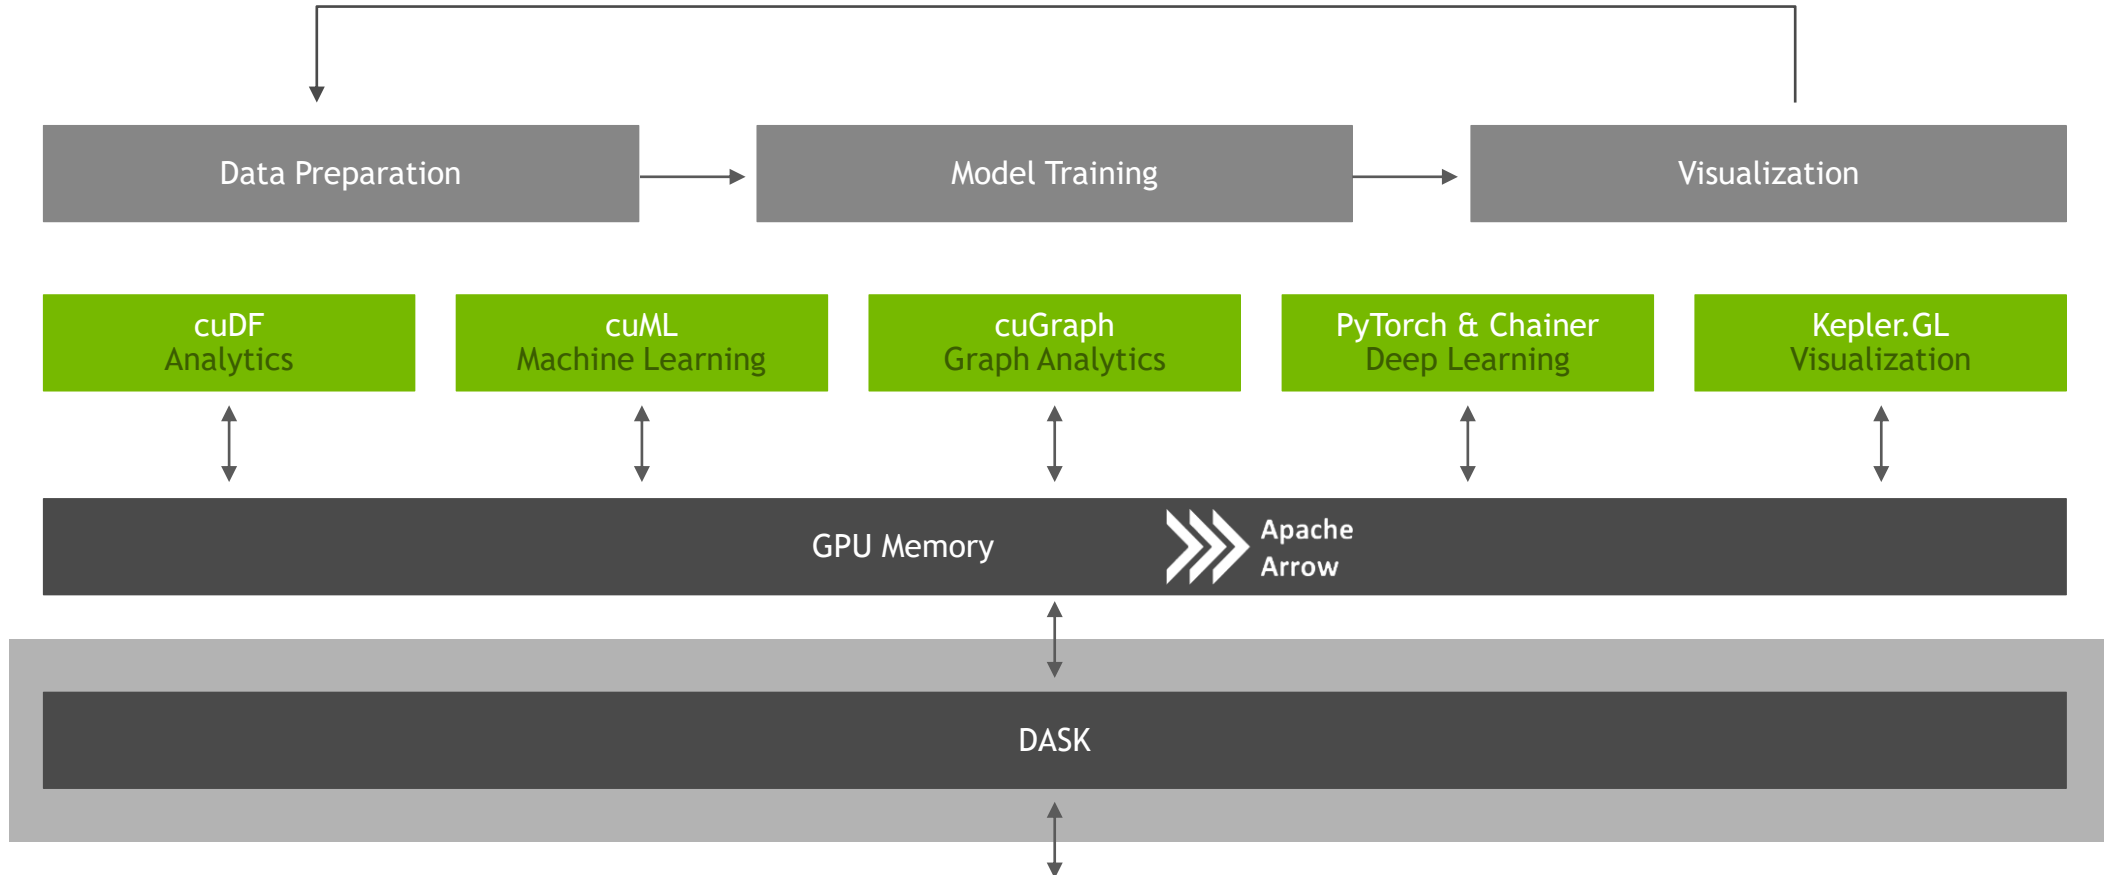 Data Preparation
Model Training
Visualization
cuDF
Analytics
cuML
Machine Learning
cuGraph
Graph Analytics
PyTorch & Chainer
Deep Learning
Kepler.GL
Visualization
GPU Memory
Apache
Arrow
DASK